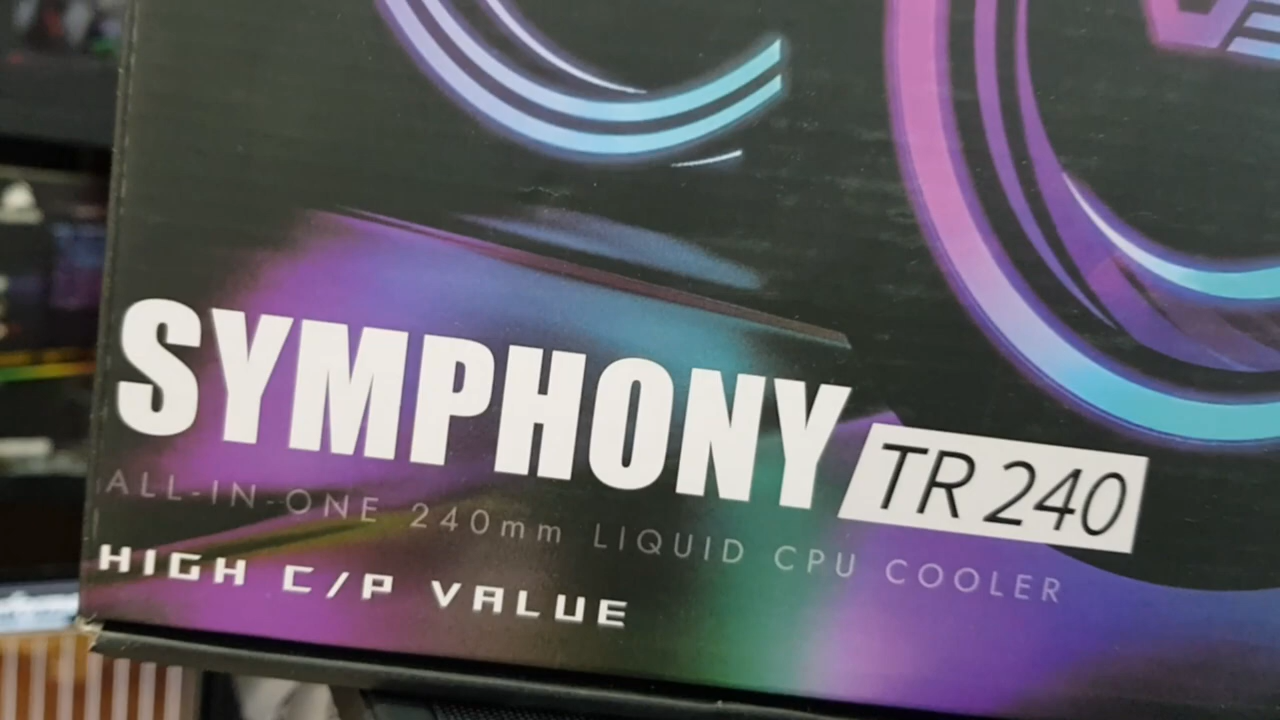 SYMPHONY TR 240
ALL-IN-ONE 240mm LIQUID CPU COOLER
HIGH C/P VALUE